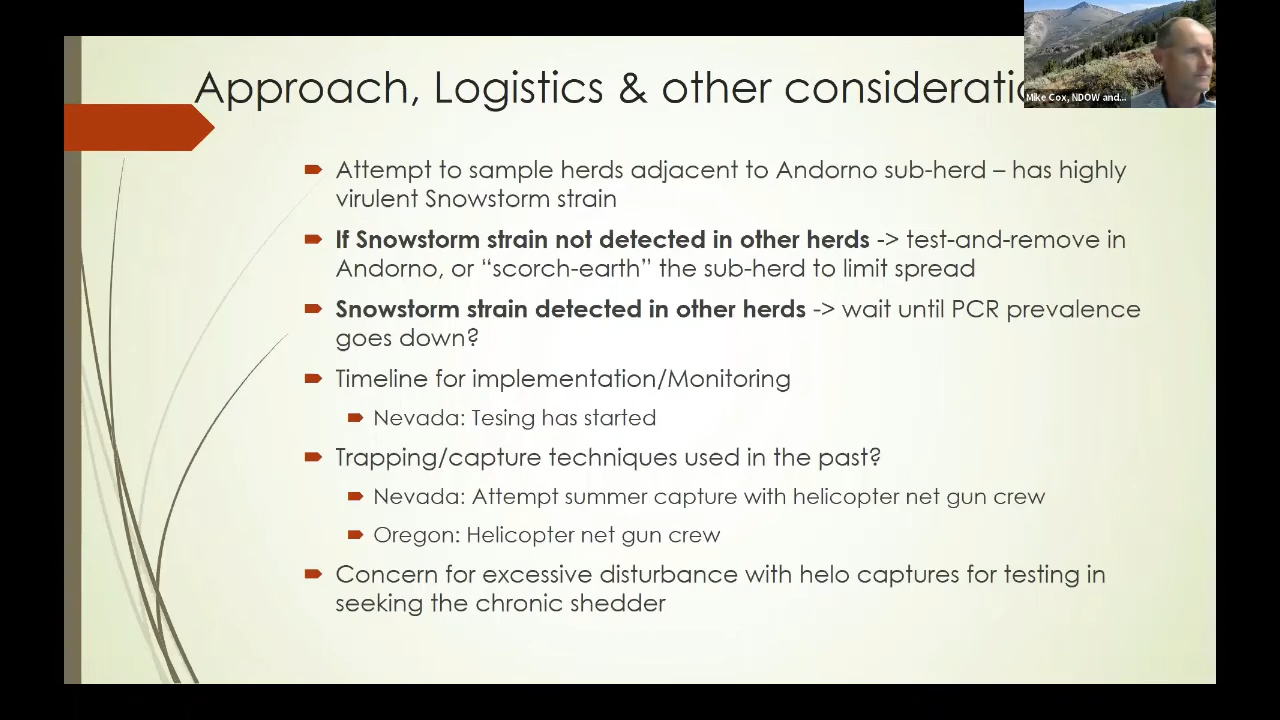 Approach, Logistics & other consideratio
Mike Cox, NDOW and...
Attempt to sample herds adjacent to Andorno sub-herd – has highly
virulent Snowstorm strain
If Snowstorm strain not detected in other herds -> test-and-remove in
Andorno, or “scorch-earth” the sub-herd to limit spread
Snowstorm strain detected in other herds -> wait until PCR prevalence
goes down?
Timeline for implementation/Monitoring
Nevada: Tesing has started
Trapping/capture techniques used in the past?
Nevada: Attempt summer capture with helicopter net gun crew
Oregon: Helicopter net gun crew
Concern for excessive disturbance with helo captures for testing in
seeking the chronic shedder